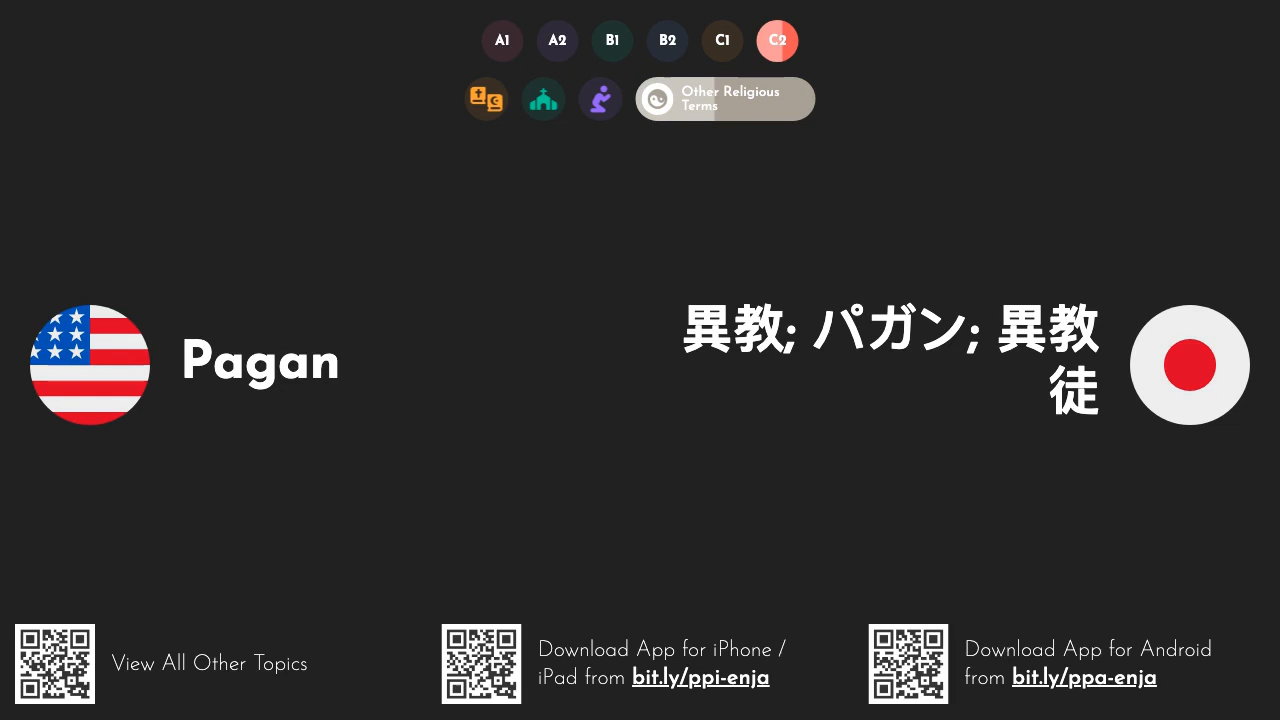 A1 A2 B1 B2 C1 C2
Other Religious
Terms
Pagan
異教; パガン; 異教
徒
View All Other Topics
Download App for iPhone /
iPad from bit.ly/ppi-enja
Download App for Android
from bit.ly/ppa-enja